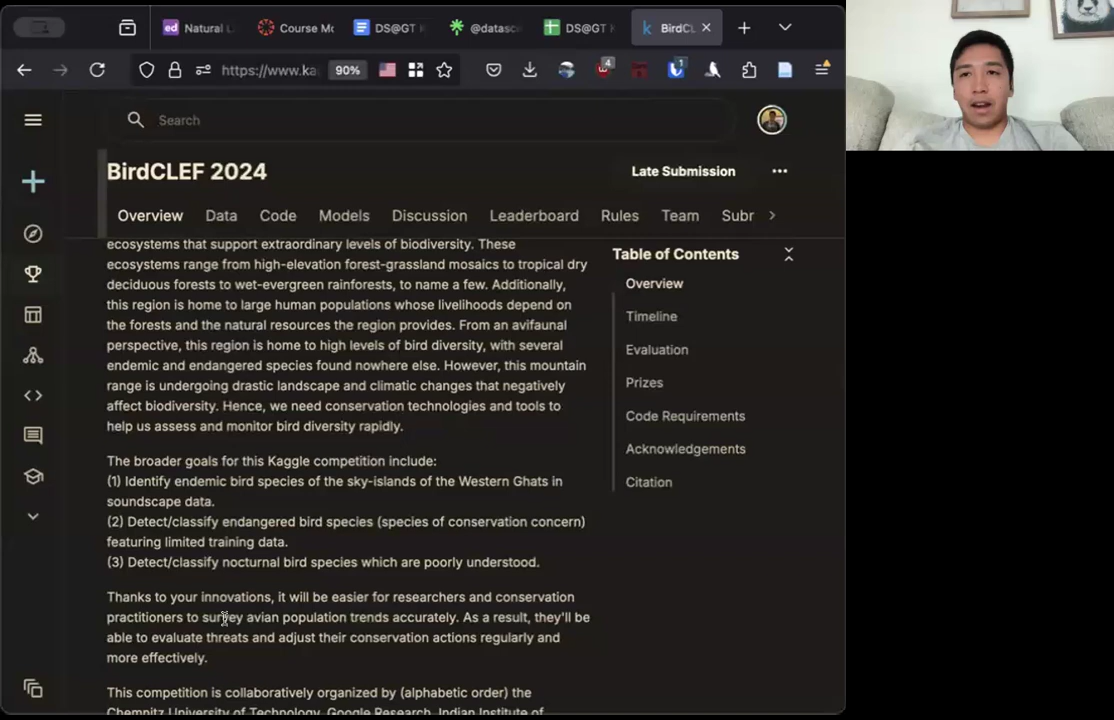 Natural L
Course Mo
DS@GT
@datasc
DS@GT
BirdCL
https://www.ka
90%
4
1
Search
BirdCLEF 2024
Late Submission
Overview Data Code Models Discussion Leaderboard Rules Team Subr
ecosystems that support extraordinary levels of biodiversity. These
ecosystems range from high-elevation forest-grassland mosaics to tropical dry
deciduous forests to wet-evergreen rainforests, to name a few. Additionally,
this region is home to large human populations whose livelihoods depend on
the forests and the natural resources the region provides. From an avifaunal
perspective, this region is home to high levels of bird diversity, with several
endemic and endangered species found nowhere else. However, this mountain
range is undergoing drastic landscape and climatic changes that negatively
affect biodiversity. Hence, we need conservation technologies and tools to
help us assess and monitor bird diversity rapidly.
The broader goals for this Kaggle competition include:
(1) Identify endemic bird species of the sky-islands of the Western Ghats in
soundscape data.
(2) Detect/classify endangered bird species (species of conservation concern)
featuring limited training data.
(3) Detect/classify nocturnal bird species which are poorly understood.
Thanks to your innovations, it will be easier for researchers and conservation
practitioners to survey avian population trends accurately. As a result, they'll be
able to evaluate threats and adjust their conservation actions regularly and
more effectively.
This competition is collaboratively organized by (alphabetic order) the
Chemnitz University of Technology, Google Research, Indian Institute of
Table of Contents
Overview
Timeline
Evaluation
Prizes
Code Requirements
Acknowledgements
Citation